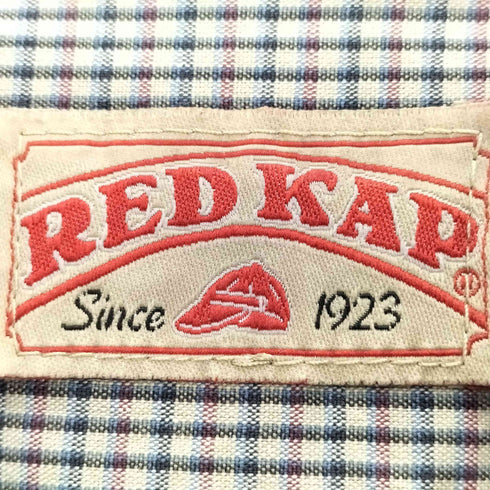 RED KAP®
Since 1923